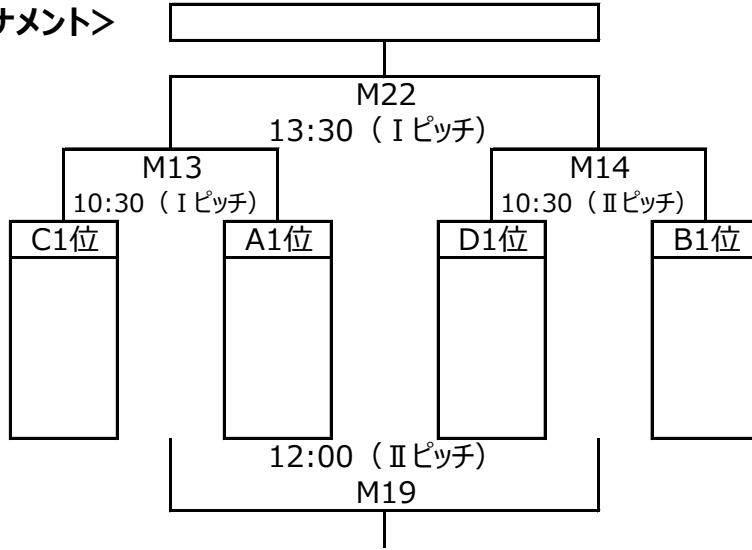 ナメント＞
M22
13:30（Ⅰピッチ）
M13
M14
10:30（Ⅰピッチ）
10:30（Ⅱピッチ）
C1位
A1位
D1位
B1位
12:00（Ⅱピッチ）
M19